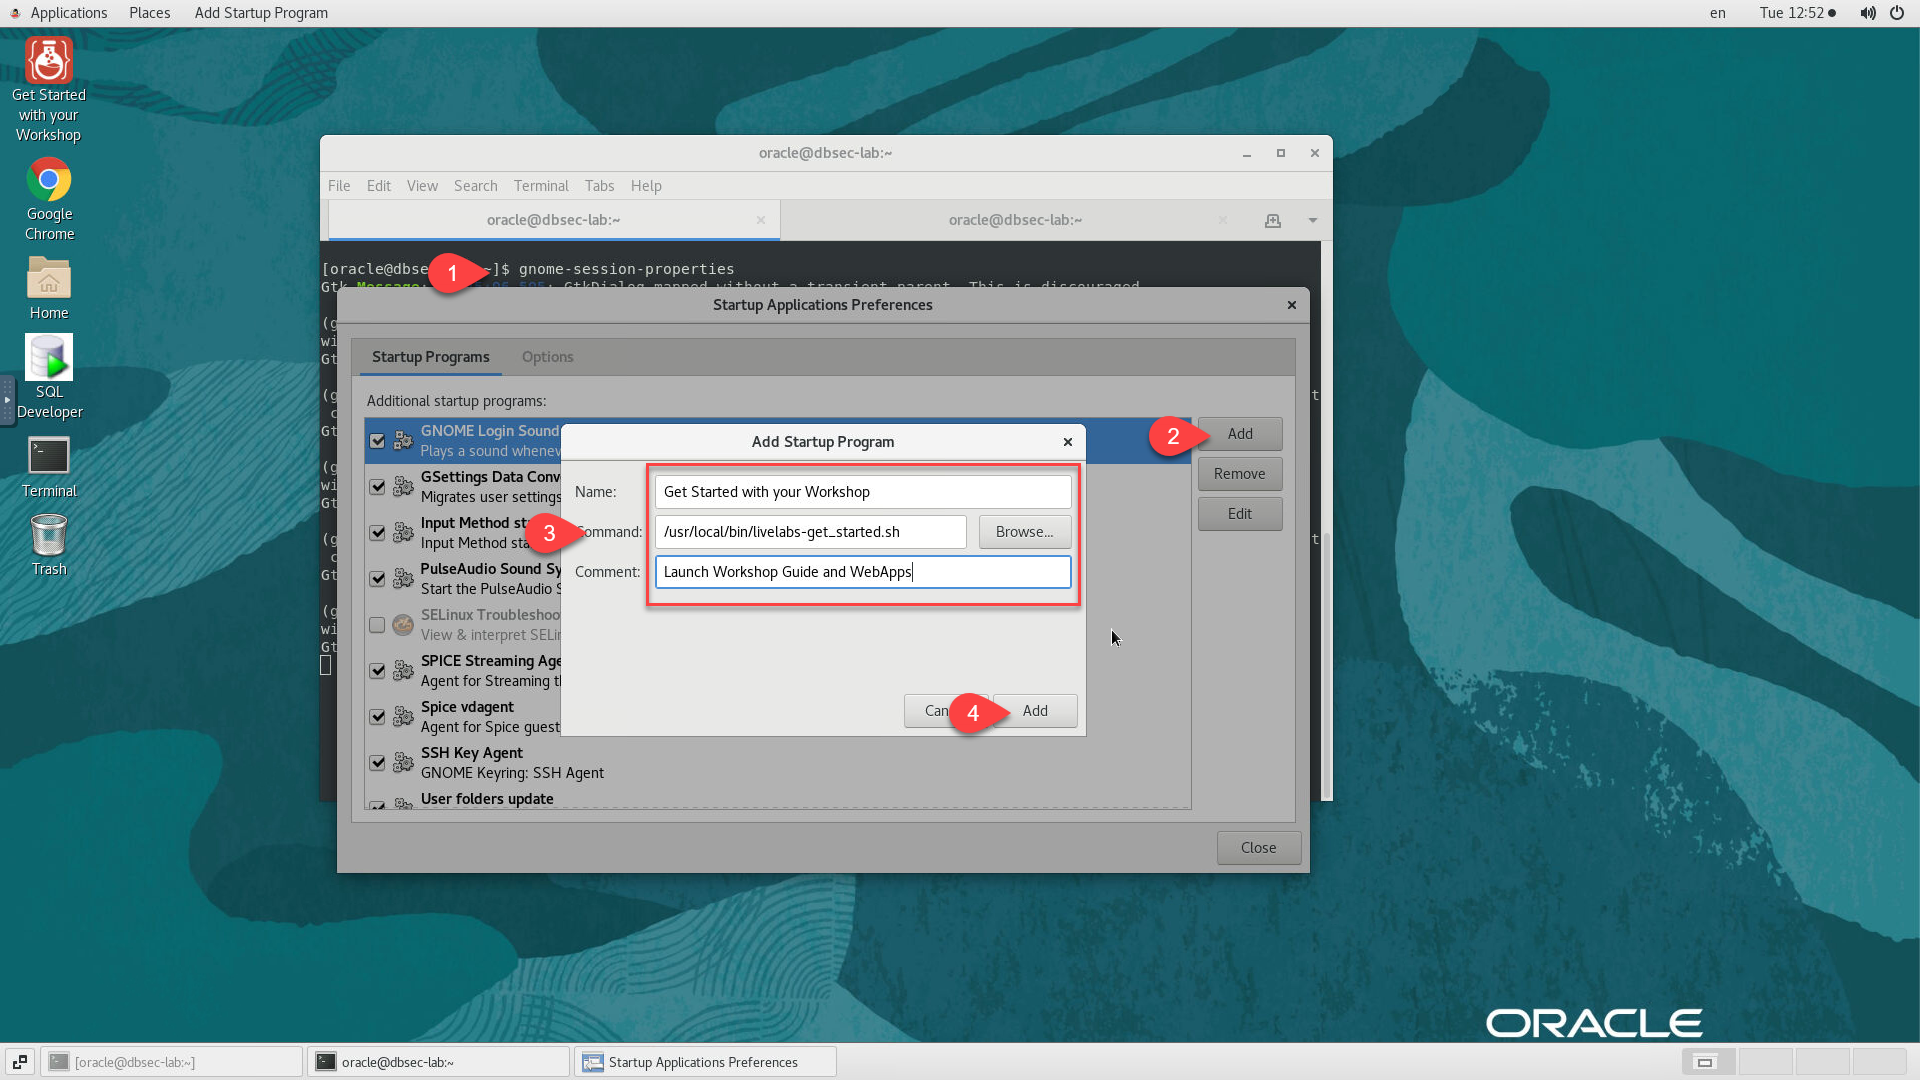 Applications Places Add Startup Program en Tue 12:52
Get Started
with your
Workshop
Google
Chrome
Home
SQL
Developer
Terminal
Trash
oracle@dbsec-lab:~
File Edit View Search Terminal Tabs Help
oracle@dbsec-lab:~ oracle@dbsec-lab:~
[oracle@dbse ~]$ gnome-session-properties
1
Startup Applications Preferences
Startup Programs Options
Additional startup programs:
GNOME Login Sound
Plays a sound whenev
GSettings Data Conv
Migrates user settings
Input Method sta
Input Method sta
PulseAudio Sound Sy
Start the PulseAudio S
SELinux Troubleshoo
View & interpret SELin
SPICE Streaming Age
Agent for Streaming t
Spice vdagent
Agent for Spice guest
SSH Key Agent
GNOME Keyring: SSH Agent
User folders update
2
Add
Remove
Edit
Close
Add Startup Program
Name: Get Started with your Workshop
3
ommand: /usr/local/bin/livelabs-get_started.sh Browse...
Comment: Launch Workshop Guide and WebApps
Can 4 Add
ORACLE
[oracle@dbsec-lab:~] oracle@dbsec-lab:~ Startup Applications Preferences